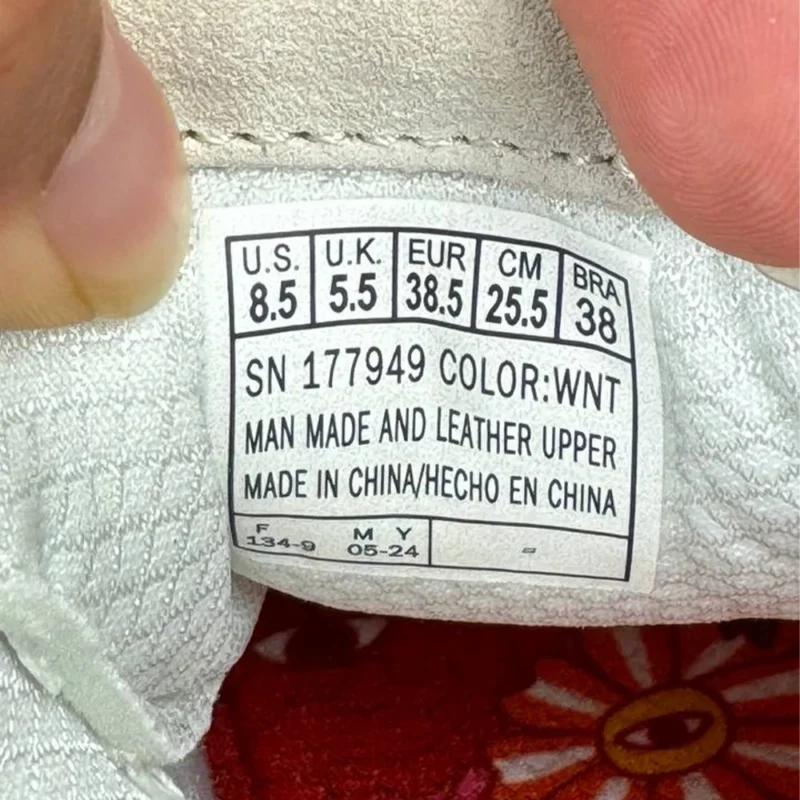 U.S. U.K. EUR CM BRA
8.5 5.5 38.5 25.5 38
SN 177949 COLOR:WNT
MAN MADE AND LEATHER UPPER
MADE IN CHINA/HECHO EN CHINA
F M Y
134-9 05-24 -